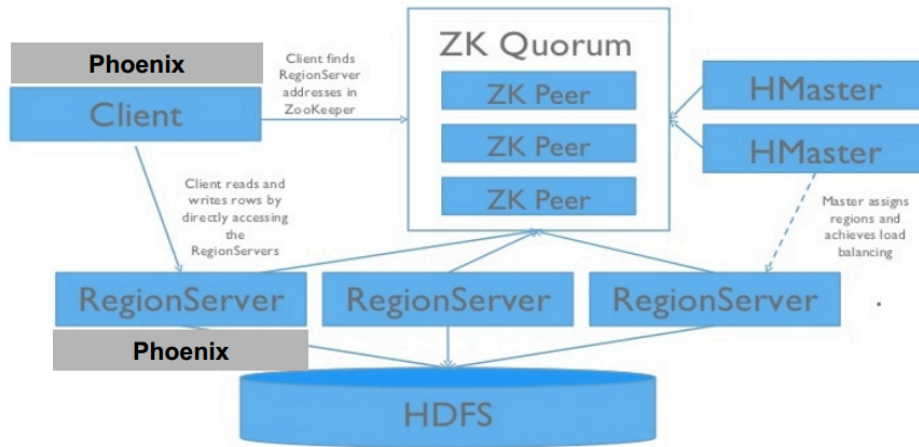 ZK Quorum
Phoenix
Client
Client finds
RegionServer
addresses in
ZooKeeper
ZK Peer
ZK Peer
ZK Peer
HMaster
HMaster
Client reads and
writes rows by
directly accessing
the
RegionServers
Master assigns
regions and
achieves load
balancing
RegionServer
RegionServer
RegionServer
.
Phoenix
HDFS